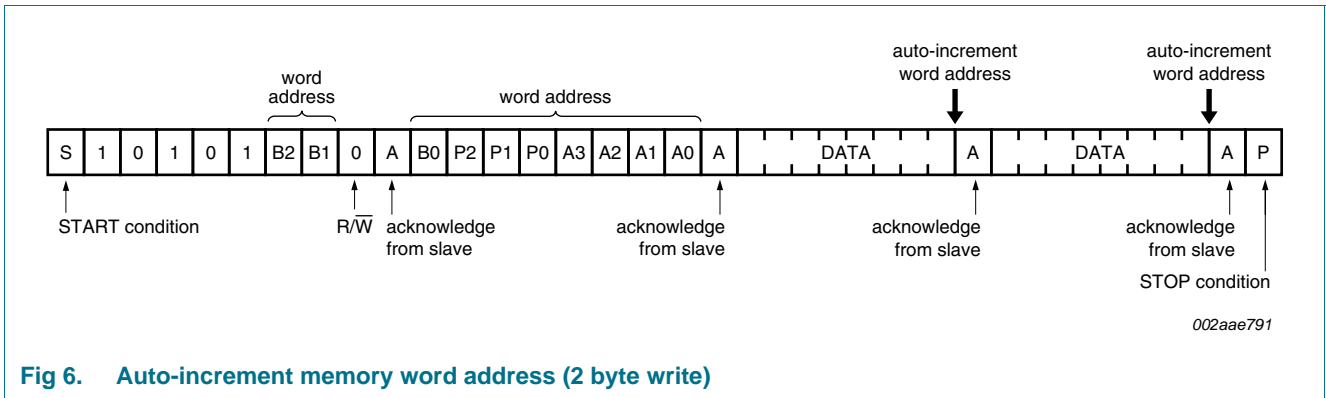 auto-increment
word address
auto-increment
word address
word
address
word address
S 1 0 1 0 1 B2 B1 0 A B0 P2 P1 P0 A3 A2 A1 A0 A DATA A DATA A P
START condition
R/W̅
acknowledge
from slave
acknowledge
from slave
acknowledge
from slave
acknowledge
from slave
STOP condition
002aae791
Fig 6. Auto-increment memory word address (2 byte write)